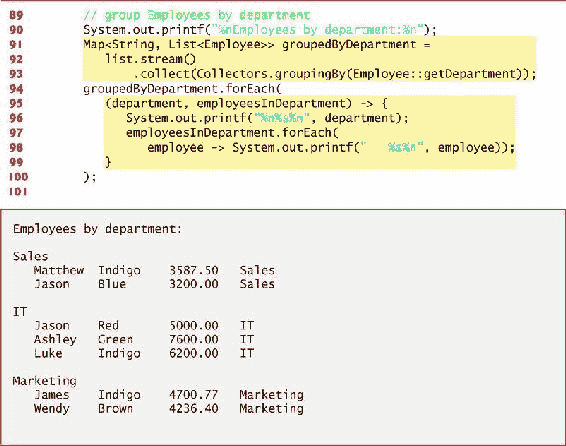 89 // group Employees by department
90 System.out.printf("%nEmployees by department:%n");
91 Map<String, List<Employee>> groupedByDepartment =
92 list.stream()
93 .collect(Collectors.groupingBy(Employee::getDepartment));
94 groupedByDepartment.forEach(
95 (department, employeesInDepartment) -> {
96 System.out.printf("%n%s%n", department);
97 employeesInDepartment.forEach(
98 employee -> System.out.printf("   %s%n", employee));
99 }
100 );
101
Employees by department:
Sales
Matthew Indigo 3587.50 Sales
Jason Blue 3200.00 Sales
IT
Jason Red 5000.00 IT
Ashley Green 7600.00 IT
Luke Indigo 6200.00 IT
Marketing
James Indigo 4700.77 Marketing
Wendy Brown 4236.40 Marketing